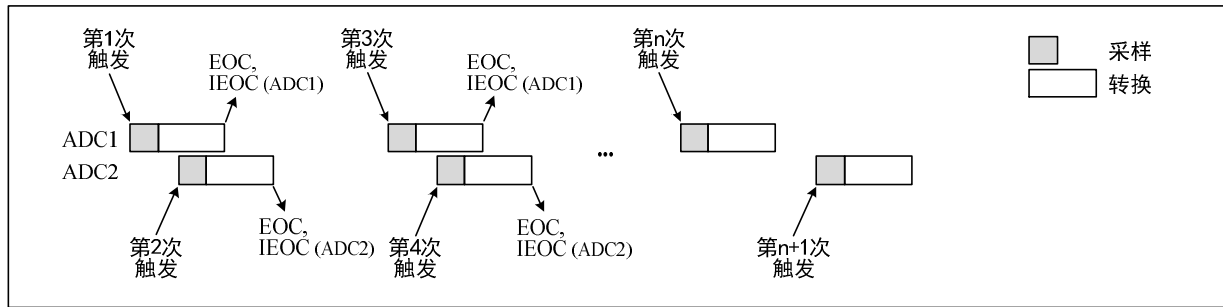 第1次
触发
EOC,
IEOC (ADC1)
第3次
触发
EOC,
IEOC (ADC1)
第n次
触发
采样
转换
ADC1
ADC2
...
第2次
触发
EOC,
IEOC (ADC2)
第4次
触发
EOC,
IEOC (ADC2)
第n+1次
触发